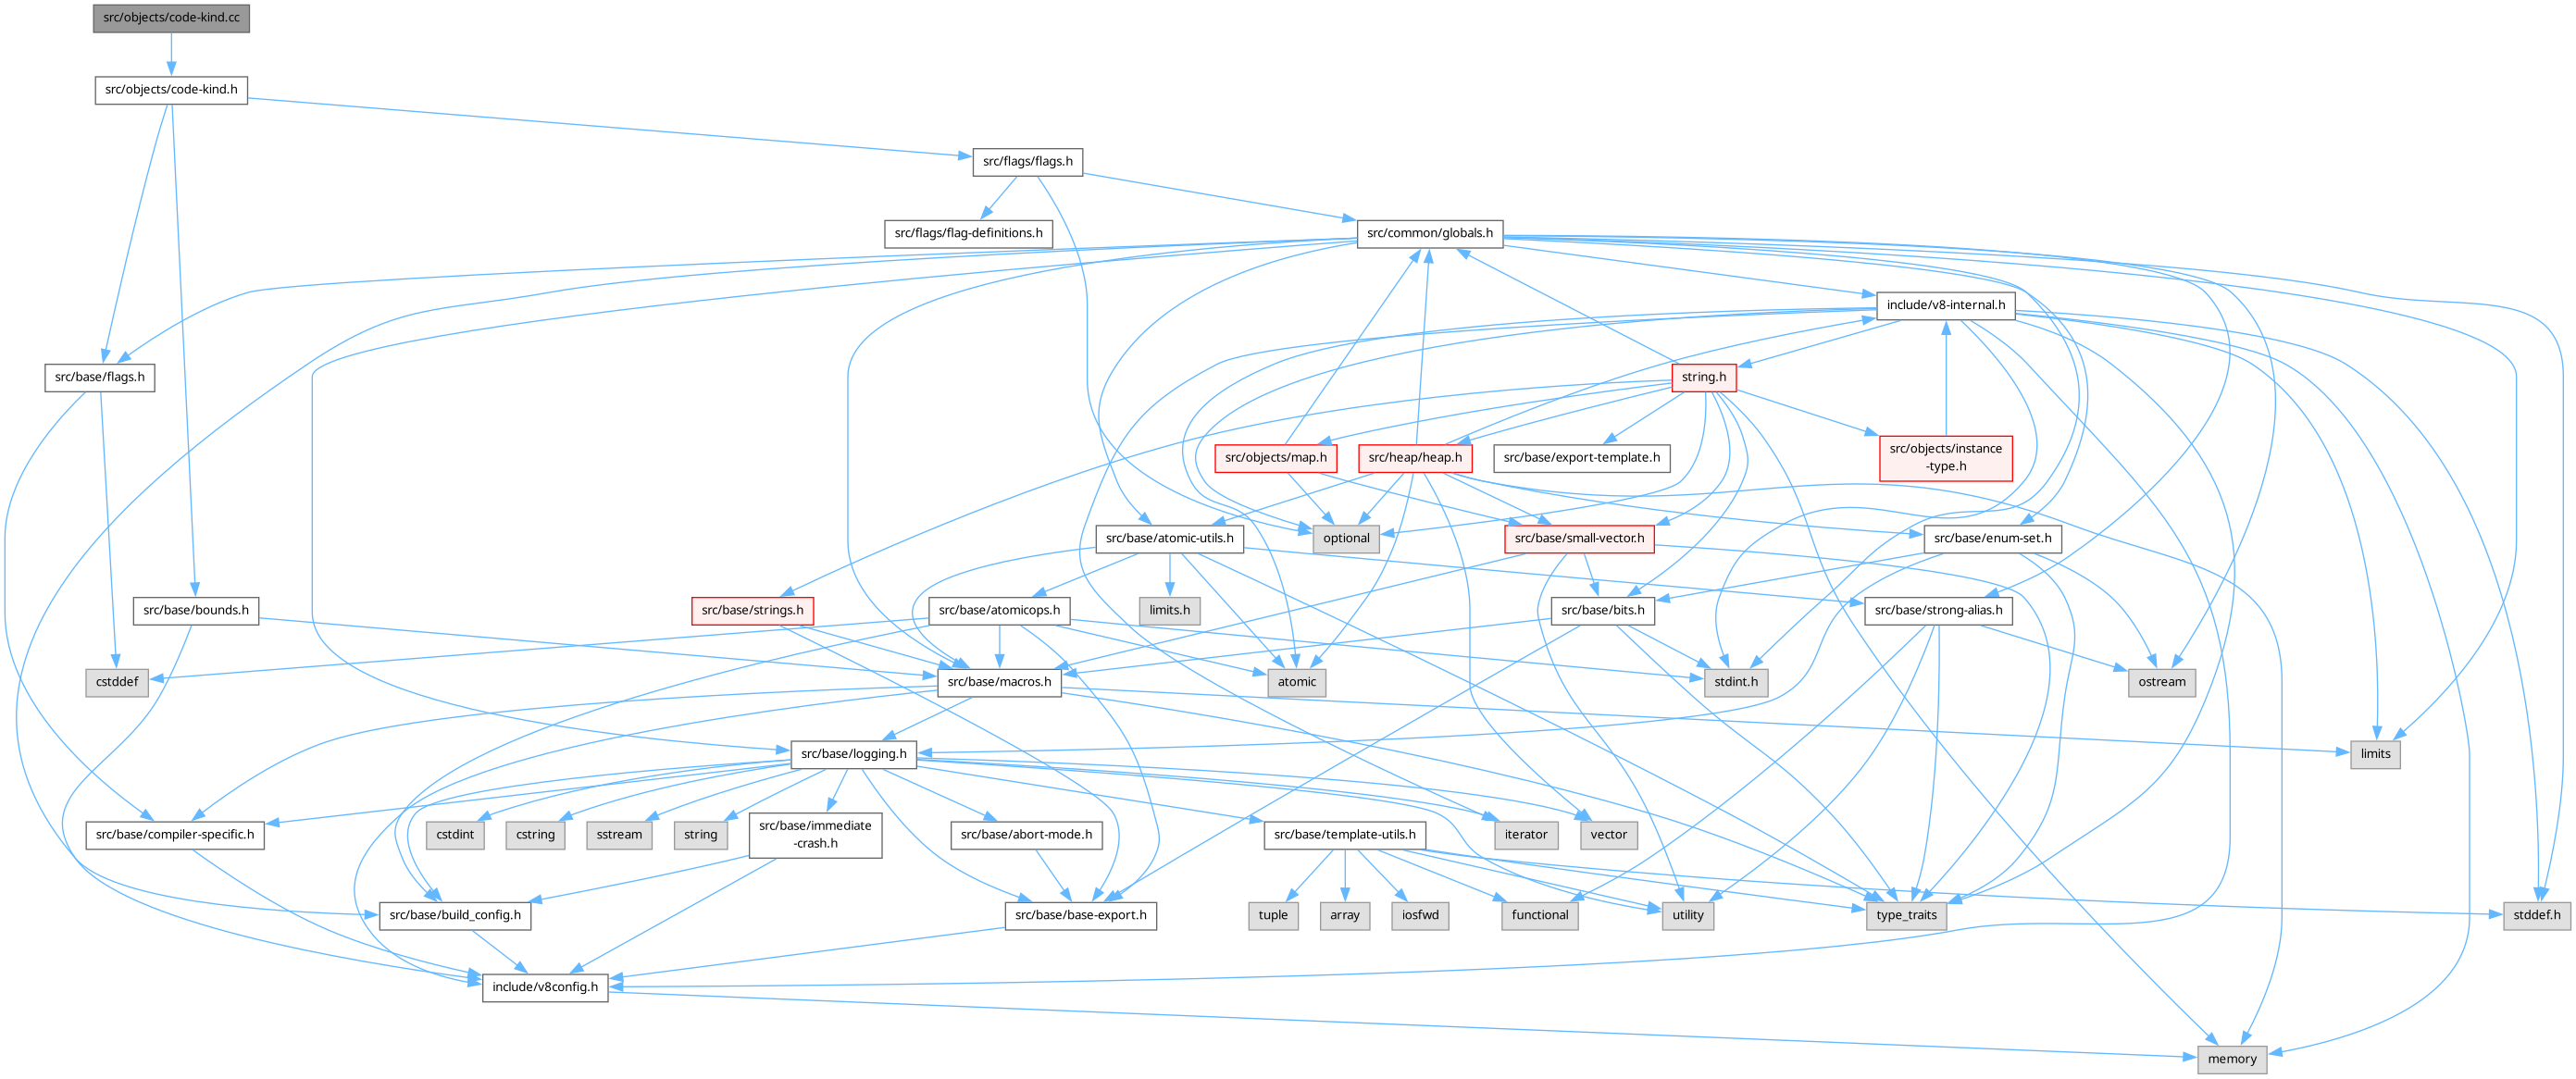 src/objects/code-kind.cc
src/objects/code-kind.h
src/flags/flags.h
src/flags/flag-definitions.h
src/common/globals.h
include/v8-internal.h
src/base/flags.h
string.h
src/objects/map.h
src/heap/heap.h
src/base/export-template.h
src/objects/instance
-type.h
src/base/atomic-utils.h
optional
src/base/small-vector.h
src/base/enum-set.h
src/base/bounds.h
src/base/strings.h
src/base/atomicops.h
limits.h
src/base/bits.h
src/base/strong-alias.h
cstddef
src/base/macros.h
atomic
stdint.h
ostream
src/base/logging.h
limits
src/base/compiler-specific.h
cstdint
cstring
sstream
string
src/base/immediate
-crash.h
src/base/abort-mode.h
src/base/template-utils.h
iterator
vector
src/base/build_config.h
src/base/base-export.h
tuple
array
iosfwd
functional
utility
type_traits
stddef.h
include/v8config.h
memory